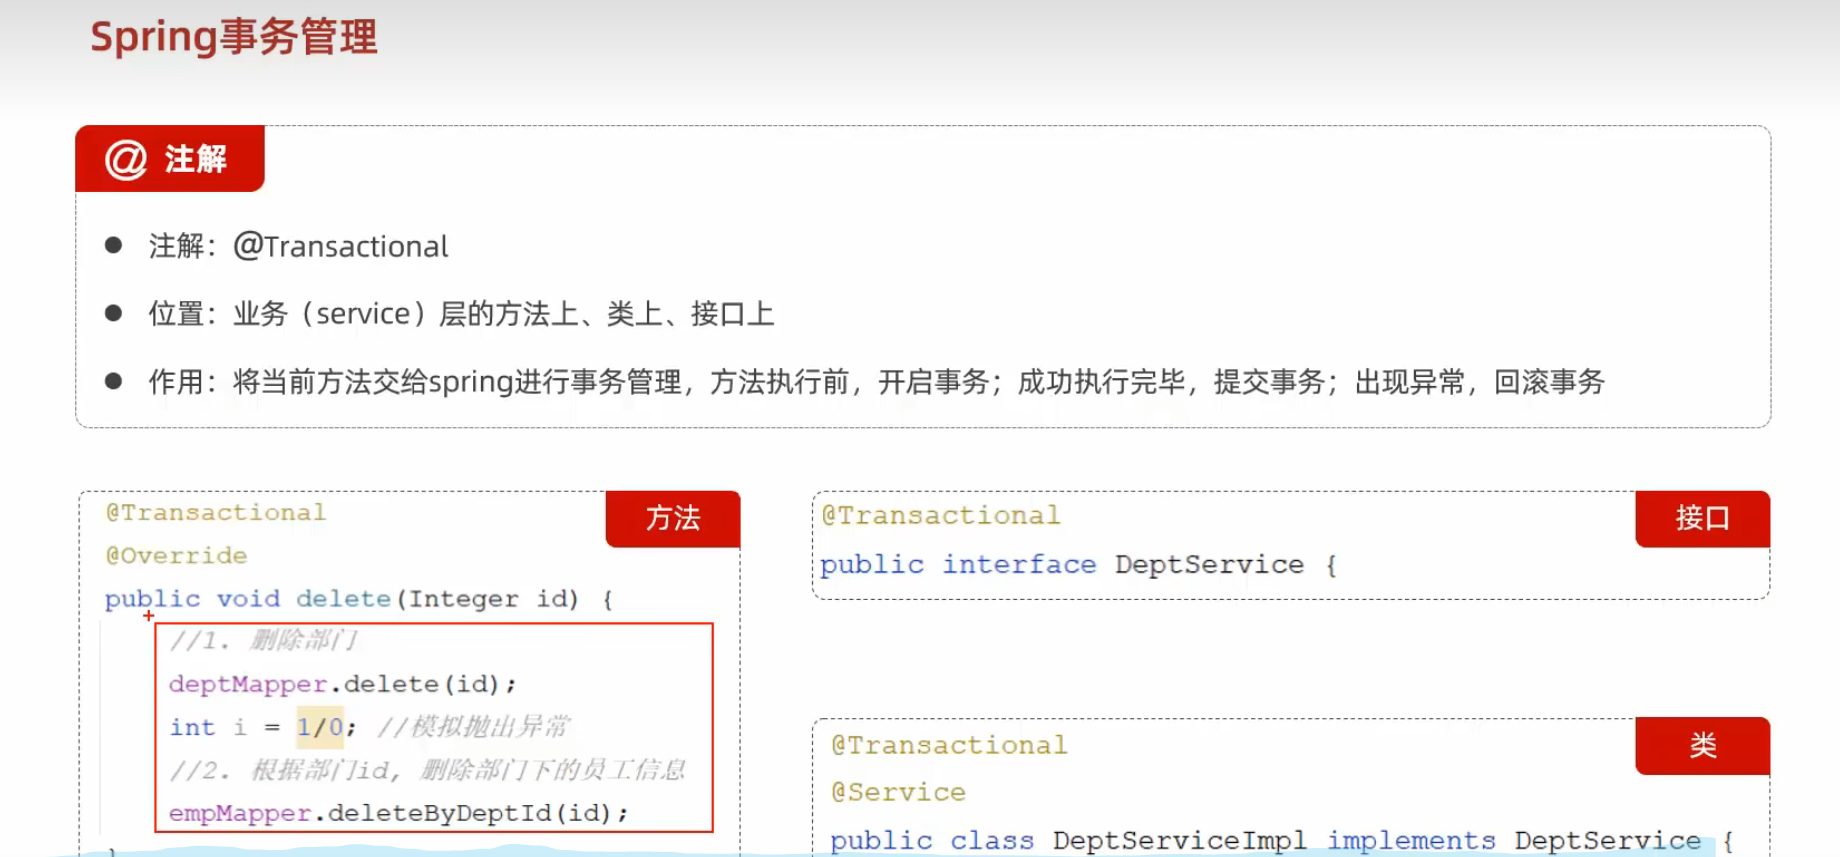 Spring事务管理
@ 注解
● 注解：@Transactional
● 位置：业务（service）层的方法上、类上、接口上
● 作用：将当前方法交给spring进行事务管理，方法执行前，开启事务；成功执行完毕，提交事务；出现异常，回滚事务
方法
@Transactional
@Override
public void delete(Integer id) {
//1. 删除部门
deptMapper.delete(id);
int i = 1/0; //模拟抛出异常
//2. 根据部门id, 删除部门下的员工信息
empMapper.deleteByDeptId(id);
}
接口
@Transactional
public interface DeptService {
类
@Transactional
@Service
public class DeptServiceImpl implements DeptService {